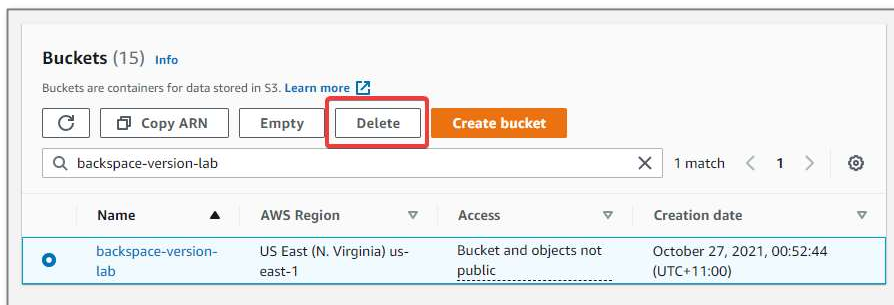 Buckets (15) Info
Buckets are containers for data stored in S3. Learn more
Copy ARN Empty Delete Create bucket
backspace-version-lab 1 match 1
Name AWS Region Access Creation date
backspace-version- US East (N. Virginia) us- Bucket and objects not October 27, 2021, 00:52:44
lab east-1 public (UTC+11:00)